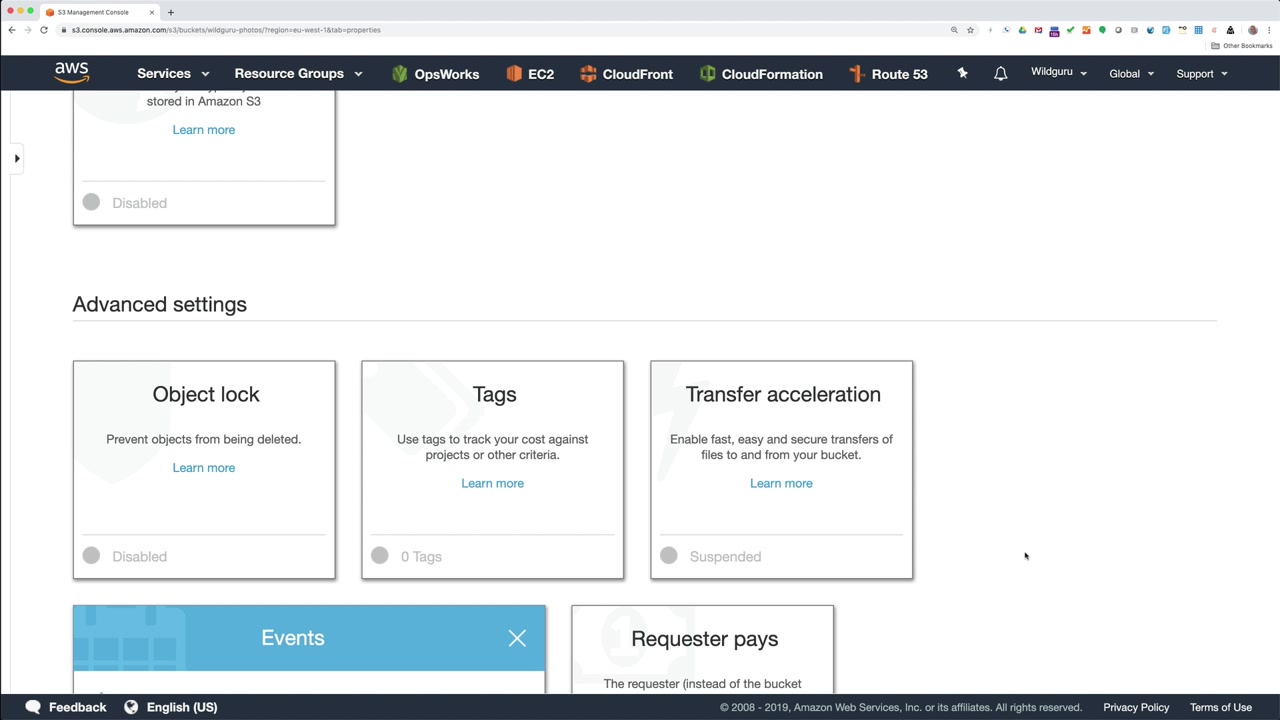 S3 Management Console
s3.console.aws.amazon.com/s3/buckets/wildguru-photos/?region=eu-west-1&tab=properties
Other Bookmarks
aws
Services
Resource Groups
OpsWorks
EC2
CloudFront
CloudFormation
Route 53
Wildguru
Global
Support
stored in Amazon S3
Learn more
Disabled
Advanced settings
Object lock
Prevent objects from being deleted.
Learn more
Disabled
Tags
Use tags to track your cost against
projects or other criteria.
Learn more
0 Tags
Transfer acceleration
Enable fast, easy and secure transfers of
files to and from your bucket.
Learn more
Suspended
Events
Requester pays
The requester (instead of the bucket
Feedback
English (US)
© 2008 - 2019, Amazon Web Services, Inc. or its affiliates. All rights reserved.
Privacy Policy
Terms of Use